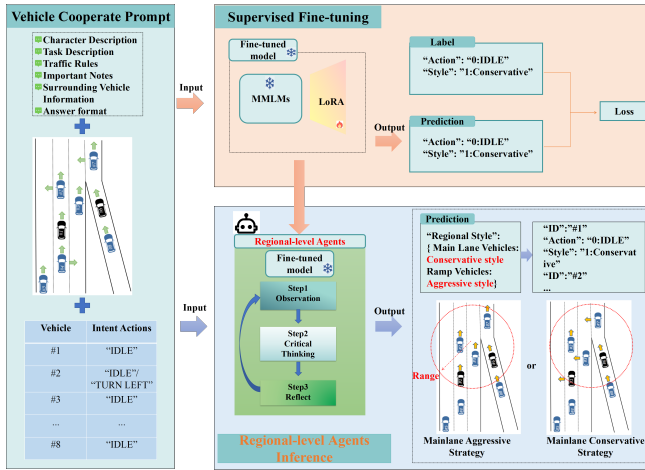 Vehicle Cooperate Prompt
Character Description
Task Description
Traffic Rules
Important Notes
Surrounding Vehicle
Information
Answer format
Vehicle Intent Actions
#1 “IDLE”
#2 “IDLE”/
“TURN LEFT”
#3 “IDLE”
... ...
#8 “IDLE”
Input
Input
Supervised Fine-tuning
Fine-tuned
model
MMLMs
LoRA
Output
Label
“Action”: “0:IDLE”
“Style”: ”1:Conservative”
Prediction
“Action”: “0:IDLE”
“Style”: ”1:Conservative”
Loss
Regional-level Agents
Fine-tuned
model
Step1
Observation
Step2
Critical
Thinking
Step3
Reflect
Regional-level Agents
Inference
Output
Prediction
“Regional Style”:
{ Main Lane Vehicles:
Conservative style
Ramp Vehicles:
Aggressive style}
“ID”:”#1”
“Action”: “0:IDLE”
“Style”: ”1:Conservat
ive”
“ID”:”#2”
...
Range
or
Mainlane Aggressive
Strategy
Mainlane Conservative
Strategy